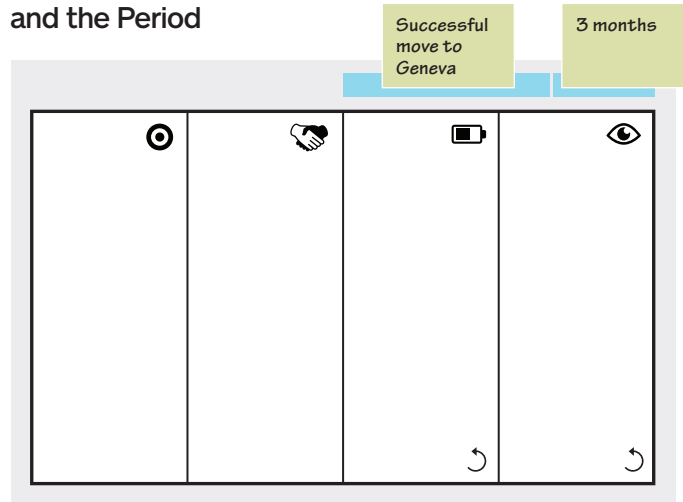 and the Period
Successful
move to
Geneva
3 months